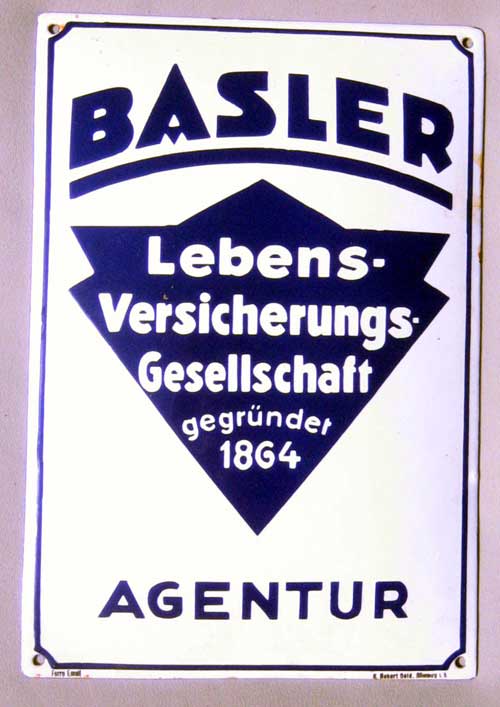 BASLER
Lebens-
Versicherungs-
Gesellschaft
gegründet
1864
AGENTUR
Ferro Email